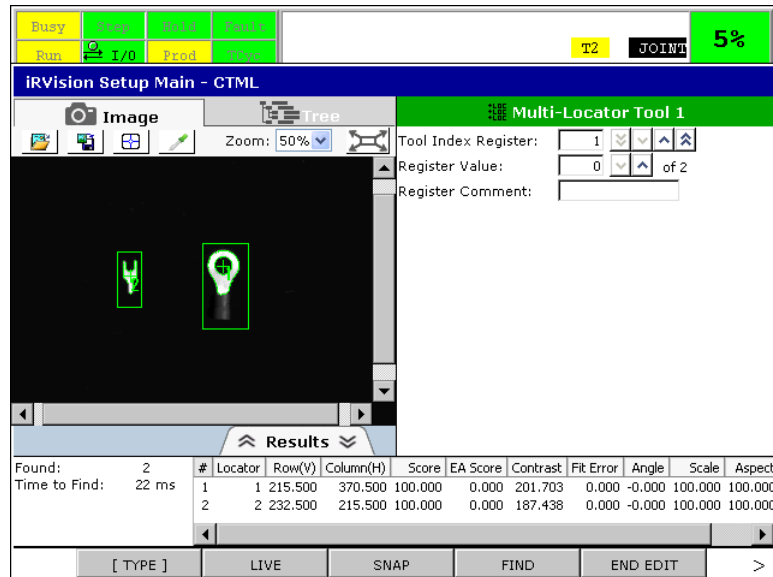 Busy Step Hold Fault
Run I/O Prod TCyc
T2 JOINT 5%
iRVision Setup Main - CTML
Image Tree Multi-Locator Tool 1
Zoom: 50% Tool Index Register: 1
Register Value: 0 of 2
Register Comment:
2 1
Results
Found: 2 # Locator Row(V) Column(H) Score EA Score Contrast Fit Error Angle Scale Aspect
Time to Find: 22 ms 1 1 215.500 370.500 100.000 0.000 201.703 0.000 -0.000 100.000 100.000
2 2 232.500 215.500 100.000 0.000 187.438 0.000 -0.000 100.000 100.000
[ TYPE ] LIVE SNAP FIND END EDIT >